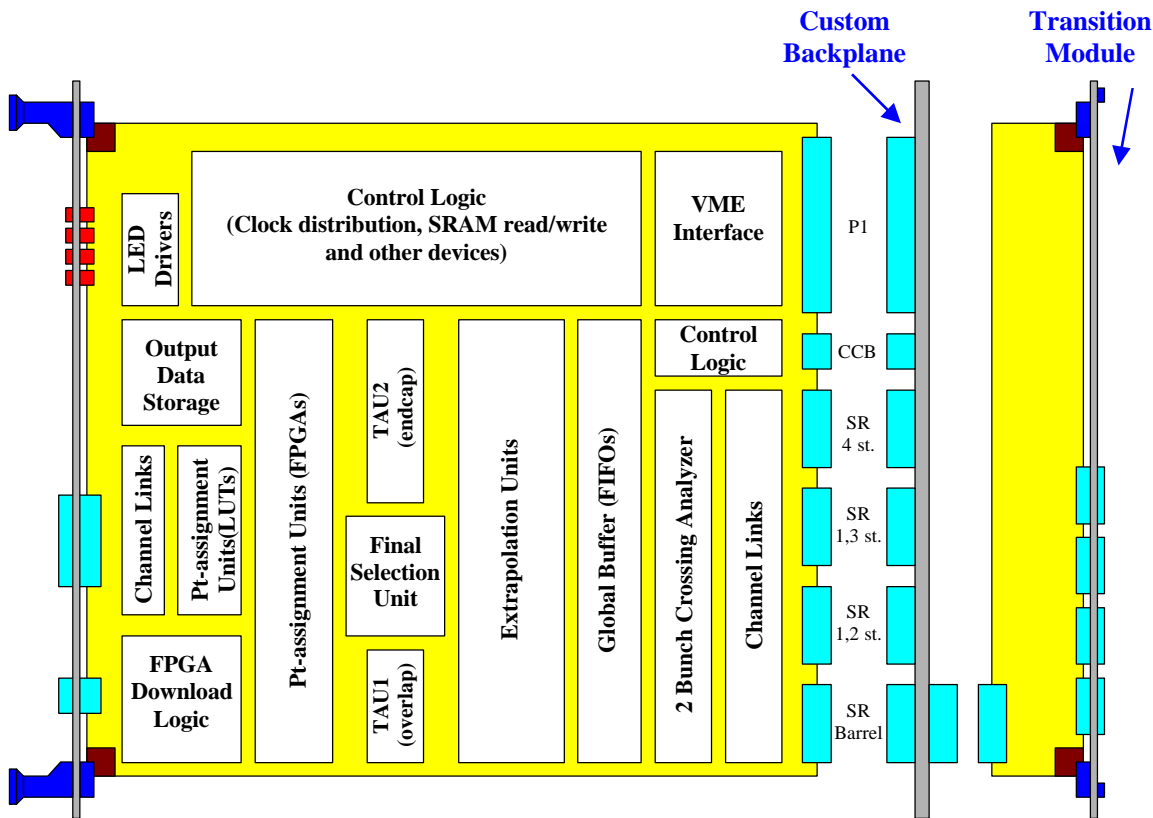 Custom
Backplane
Transition
Module
Control Logic
(Clock distribution, SRAM read/write
and other devices)
VME
Interface
P1
LED
Drivers
Output
Data
Storage
Control
Logic
CCB
Pt-assignment Units (FPGAs)
TAU2
(endcap)
Extrapolation Units
Global Buffer (FIFOs)
2 Bunch Crossing Analyzer
Channel Links
SR
4 st.
Channel Links
Pt-assignment
Units(LUTs)
Final
Selection
Unit
SR
1,3 st.
SR
1,2 st.
FPGA
Download
Logic
TAU1
(overlap)
SR
Barrel